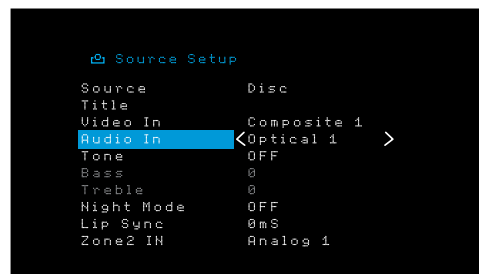 Source Setup
Source Disc
Title
Video In Composite 1
Audio In Optical 1
Tone OFF
Bass 0
Treble 0
Night Mode OFF
Lip Sync 0mS
Zone2 IN Analog 1